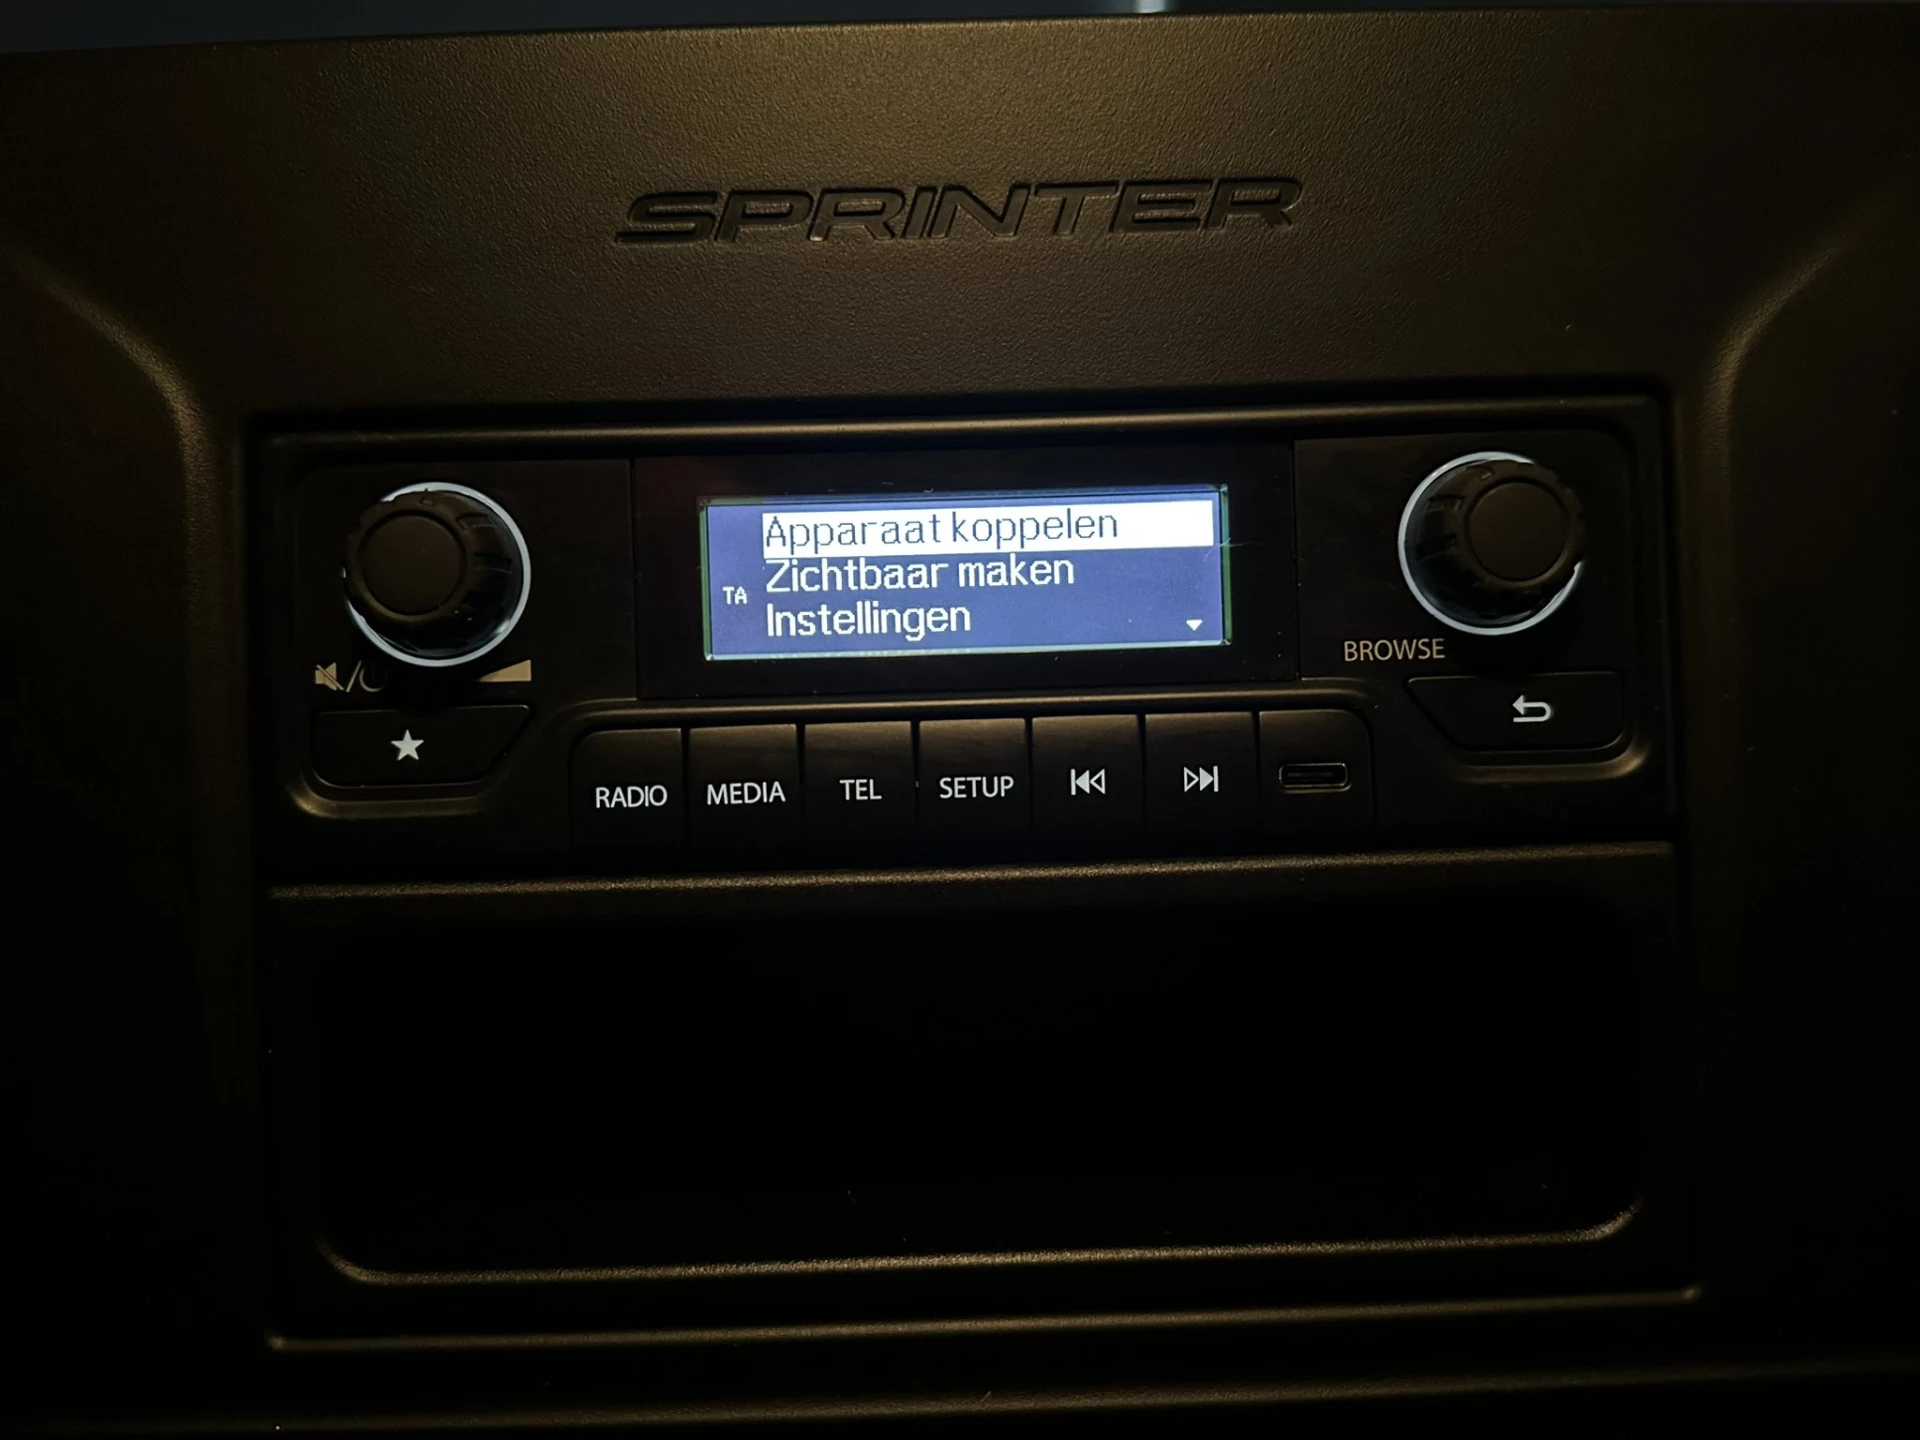 SPRINTER
Apparaat koppelen
Zichtbaar maken
TA
Instellingen
BROWSE
RADIO MEDIA TEL SETUP